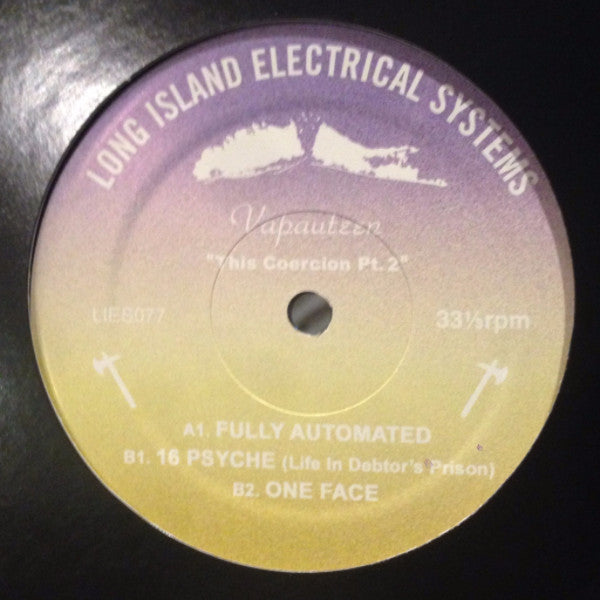 LONG ISLAND ELECTRICAL SYSTEMS
Vapautzen
"This Coercion Pt. 2"
LIES077
33⅓rpm
A1. FULLY AUTOMATED
B1. 16 PSYCHE (Life In Debtor's Prison)
B2. ONE FACE